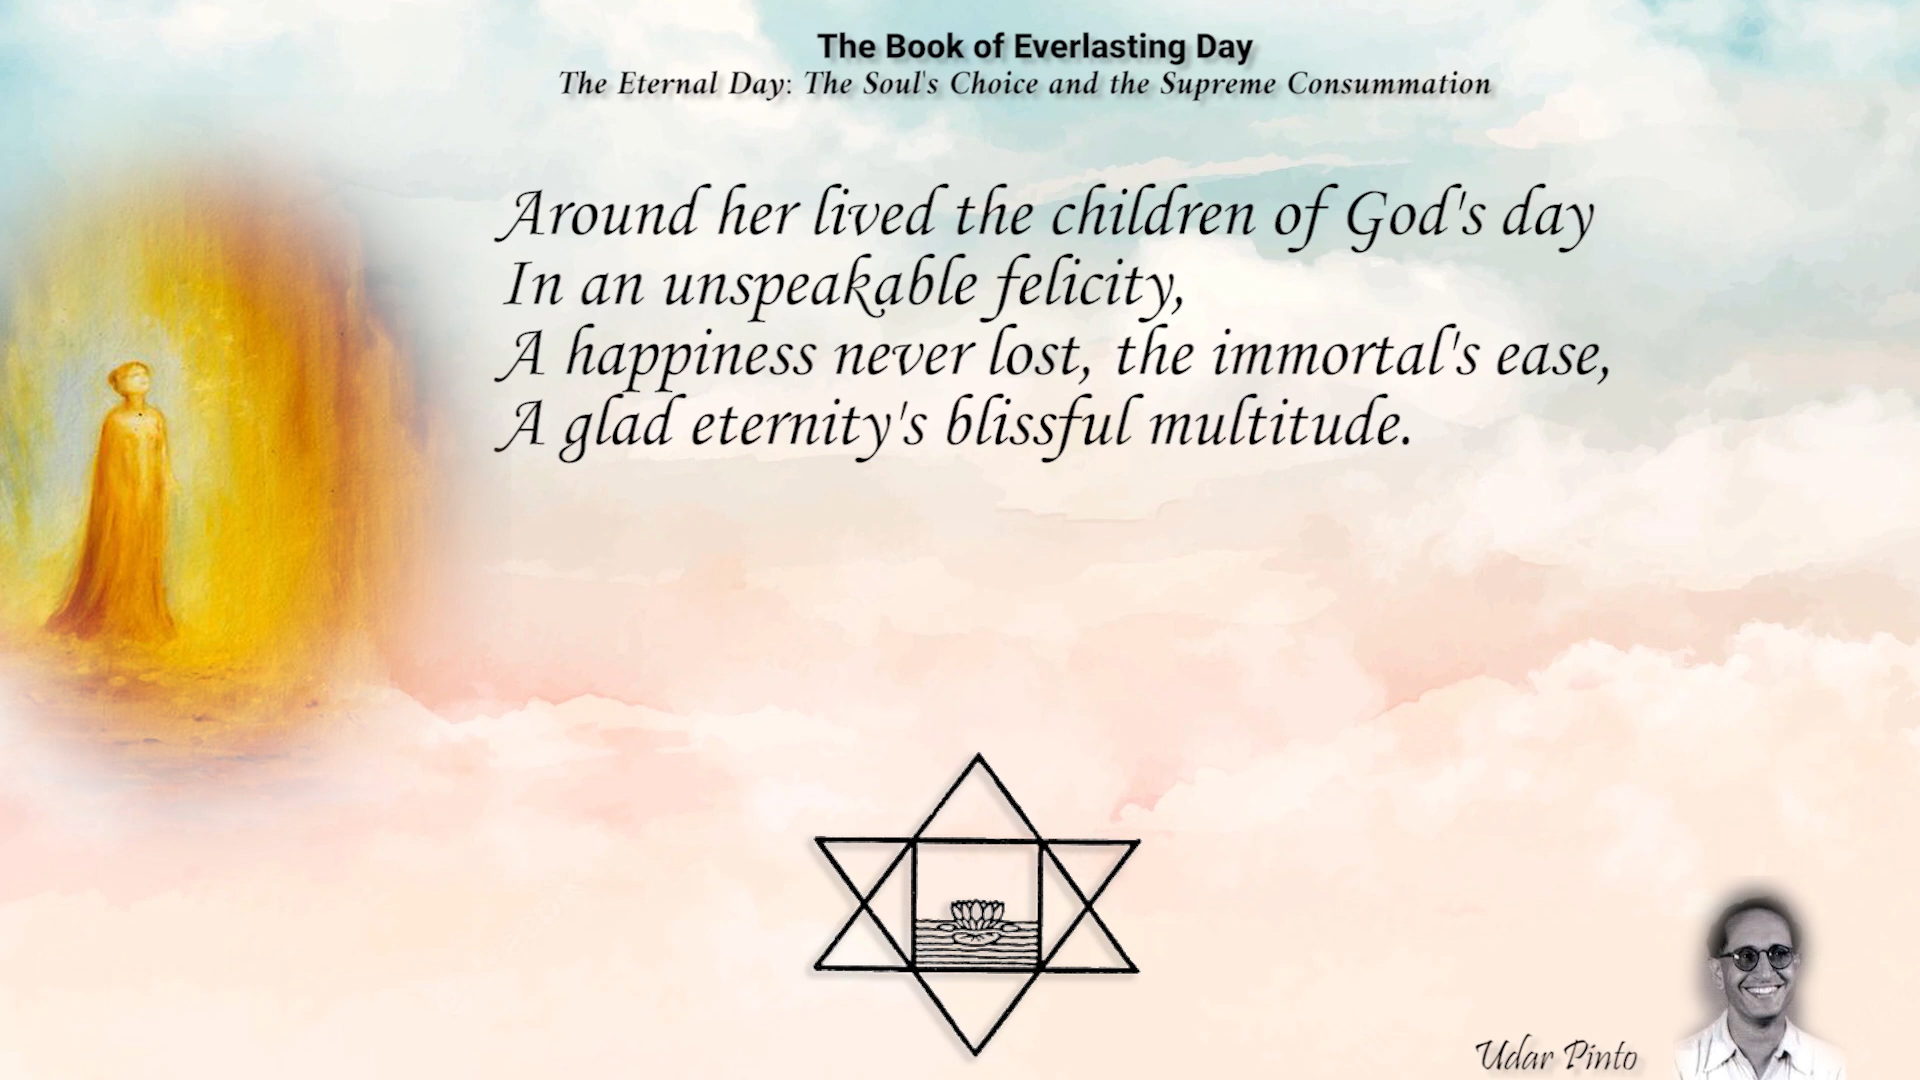 The Book of Everlasting Day
The Eternal Day: The Soul's Choice and the Supreme Consummation
Around her lived the children of God's day
In an unspeakable felicity,
A happiness never lost, the immortal's ease,
A glad eternity's blissful multitude.
Udar Pinto